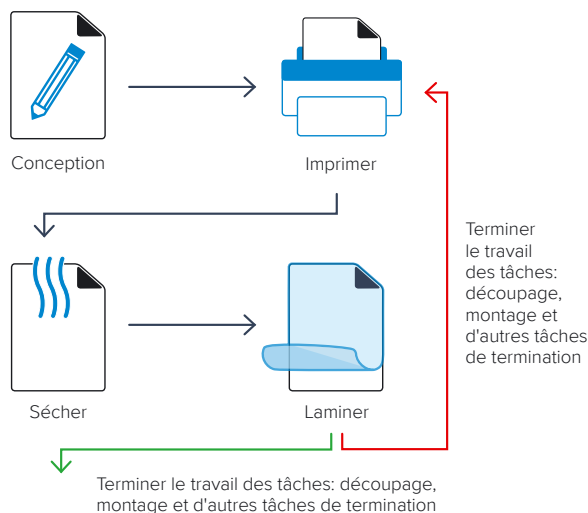 Conception
Imprimer
Terminer
le travail
des tâches:
découpage,
montage et
d'autres tâches
de termination
Sécher
Laminer
Terminer le travail des tâches: découpage,
montage et d'autres tâches de termination